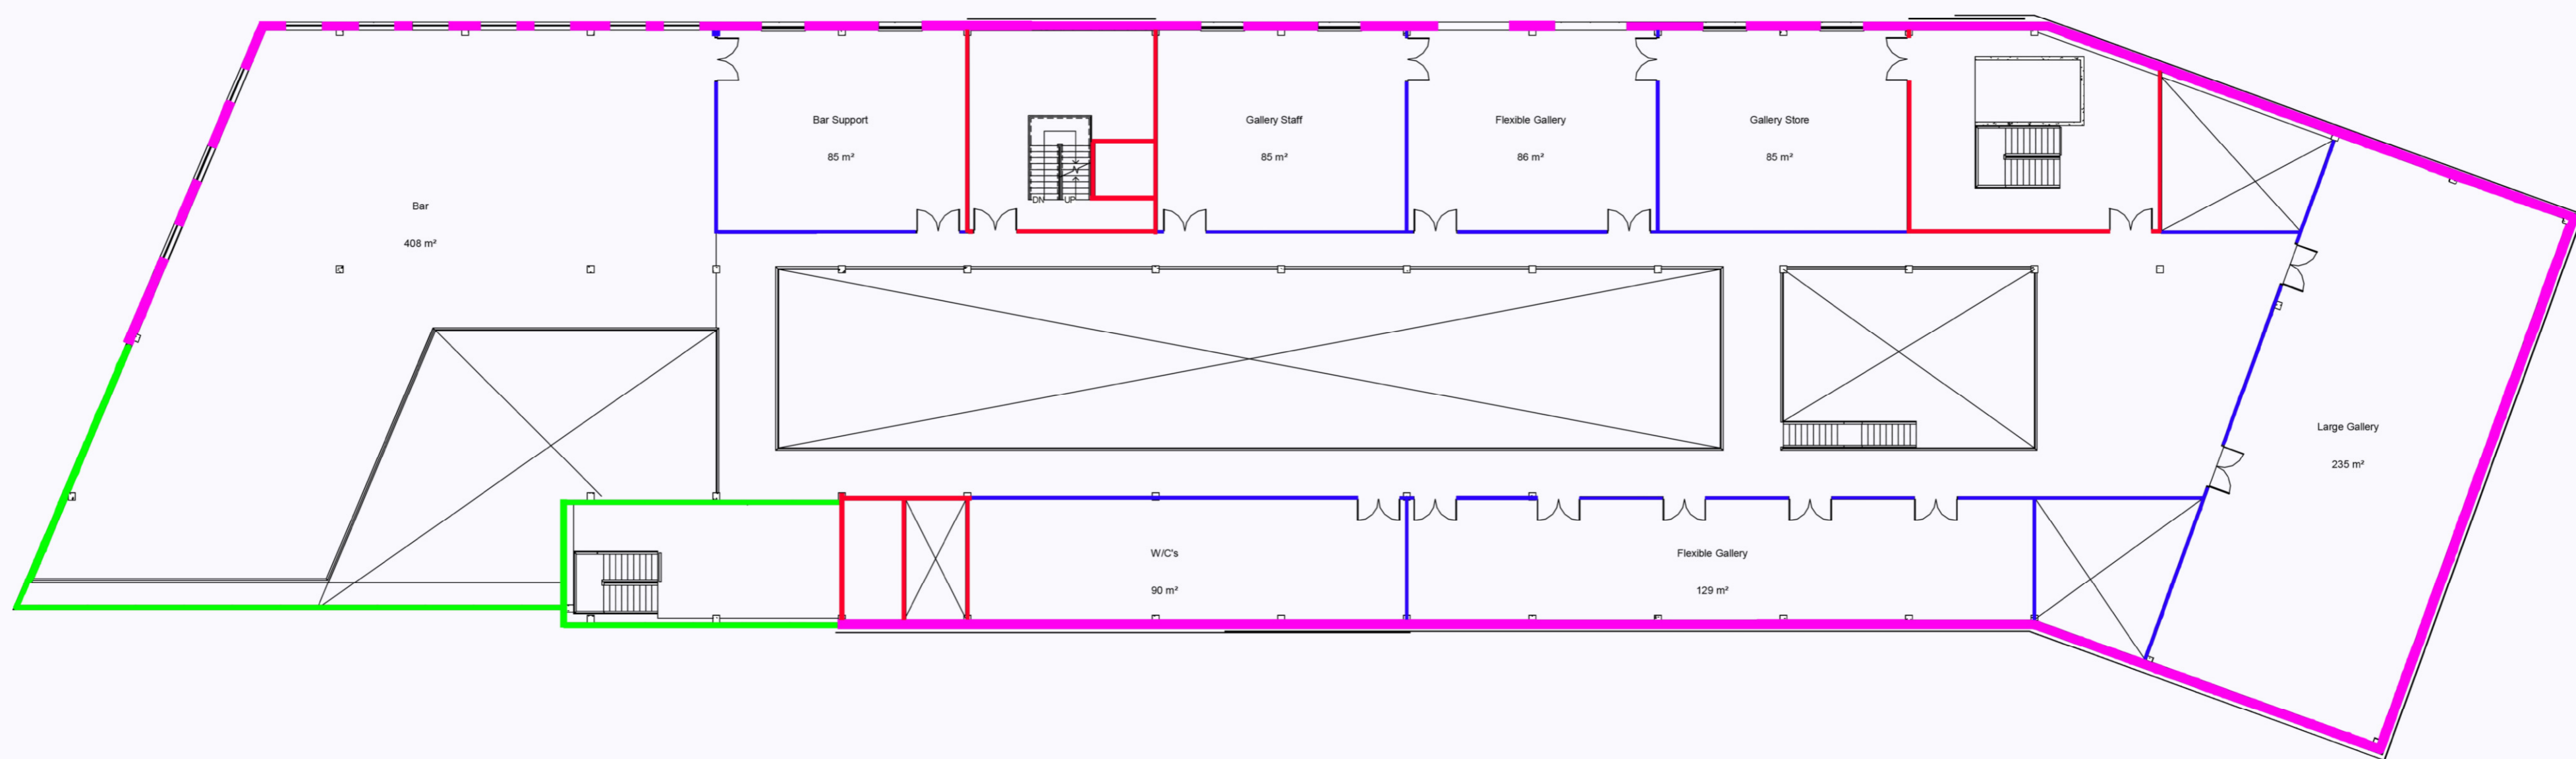 Bar Support
85 m²
Gallery Staff
85 m²
Flexible Gallery
86 m²
Gallery Store
85 m²
Bar
408 m²
DN
UP
Large Gallery
235 m²
W/C's
90 m²
Flexible Gallery
129 m²